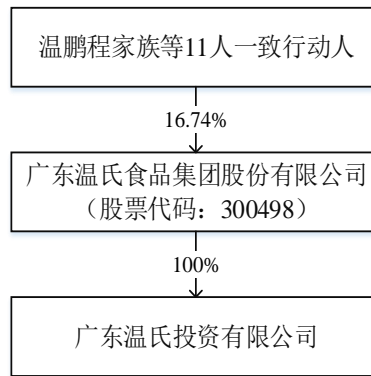 温鹏程家族等11人一致行动人
16.74%
广东温氏食品集团股份有限公司
（股票代码：300498）
100%
广东温氏投资有限公司